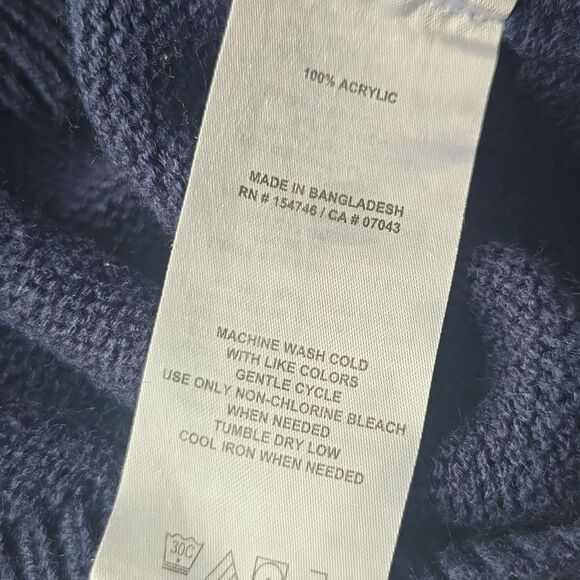 100% ACRYLIC
MADE IN BANGLADESH
RN # 154746 / CA # 07043
MACHINE WASH COLD
WITH LIKE COLORS
GENTLE CYCLE
USE ONLY NON-CHLORINE BLEACH
WHEN NEEDED
TUMBLE DRY LOW
COOL IRON WHEN NEEDED
30C